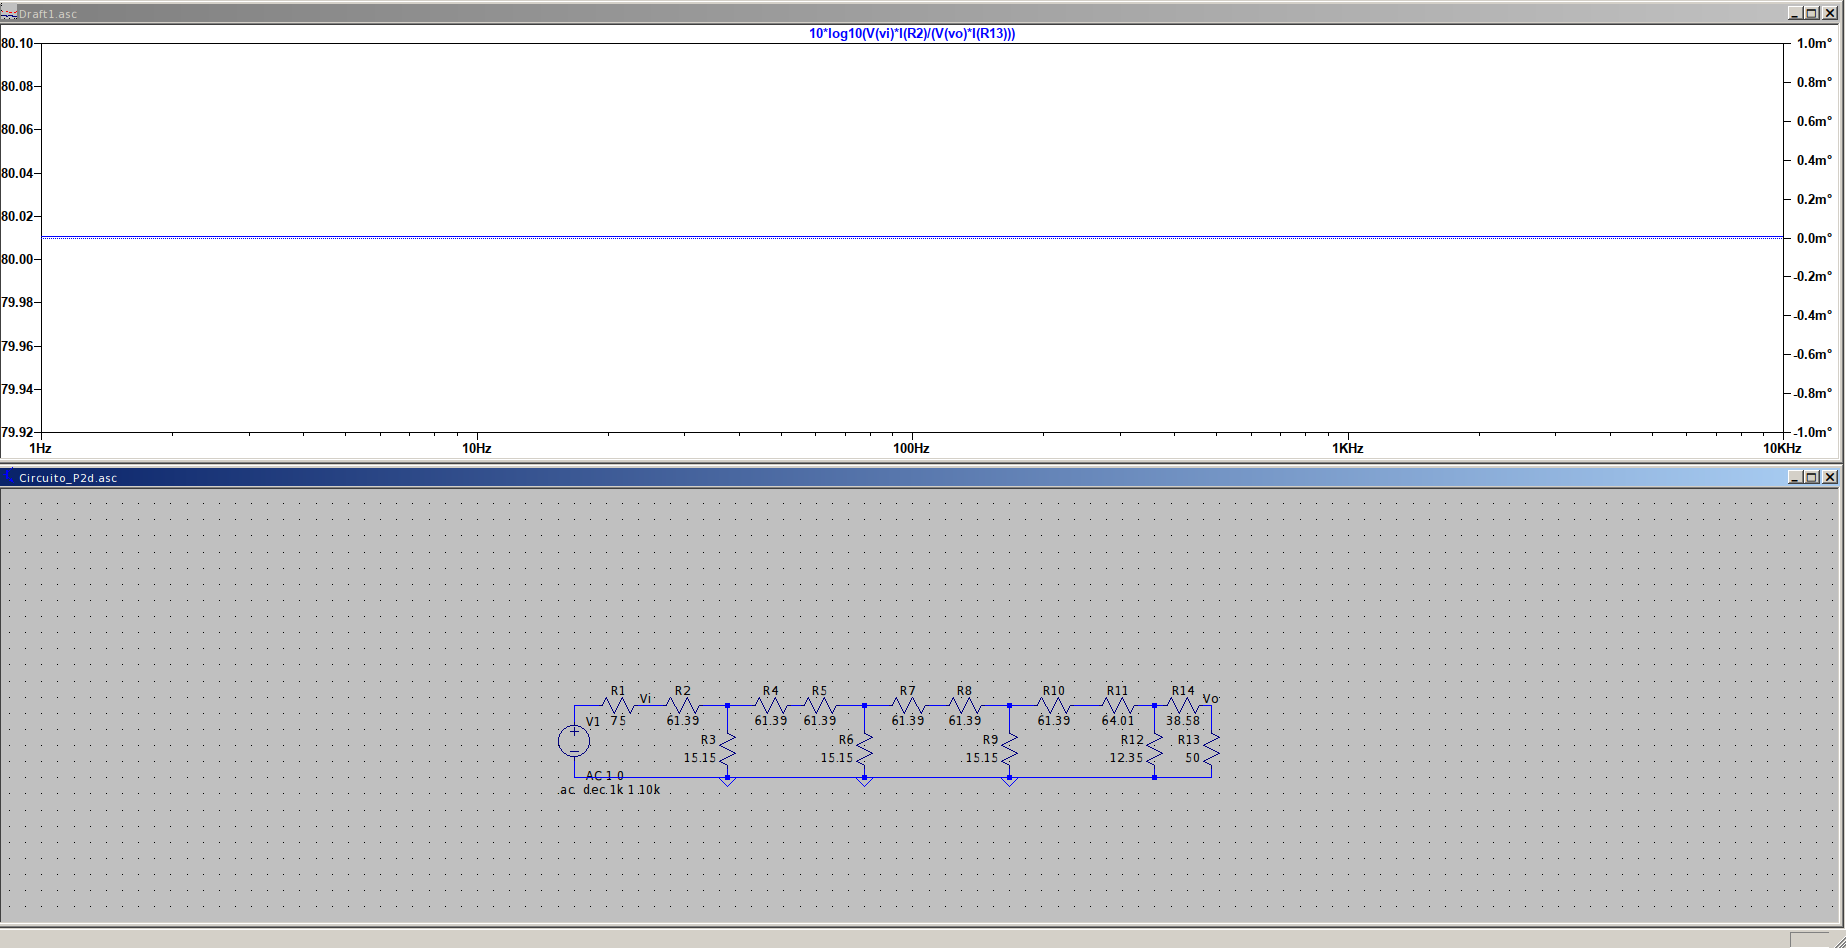 Draft1.asc
10*log10(V(vi)*I(R2)/(V(vo)*I(R13)))
80.10
80.08
80.06
80.04
80.02
80.00
79.98
79.96
79.94
79.92
1.0m°
0.8m°
0.6m°
0.4m°
0.2m°
0.0m°
-0.2m°
-0.4m°
-0.6m°
-0.8m°
-1.0m°
1Hz 10Hz 100Hz 1KHz 10KHz
Circuito_P2d.asc
R1 Vi R2 R4 R5 R7 R8 R10 R11 R14 Vo
V1 75 61.39 61.39 61.39 61.39 61.39 61.39 64.01 38.58
R3 R6 R9 R12 R13
15.15 15.15 15.15 12.35 50
AC 1 0
.ac dec 1k 1 10k